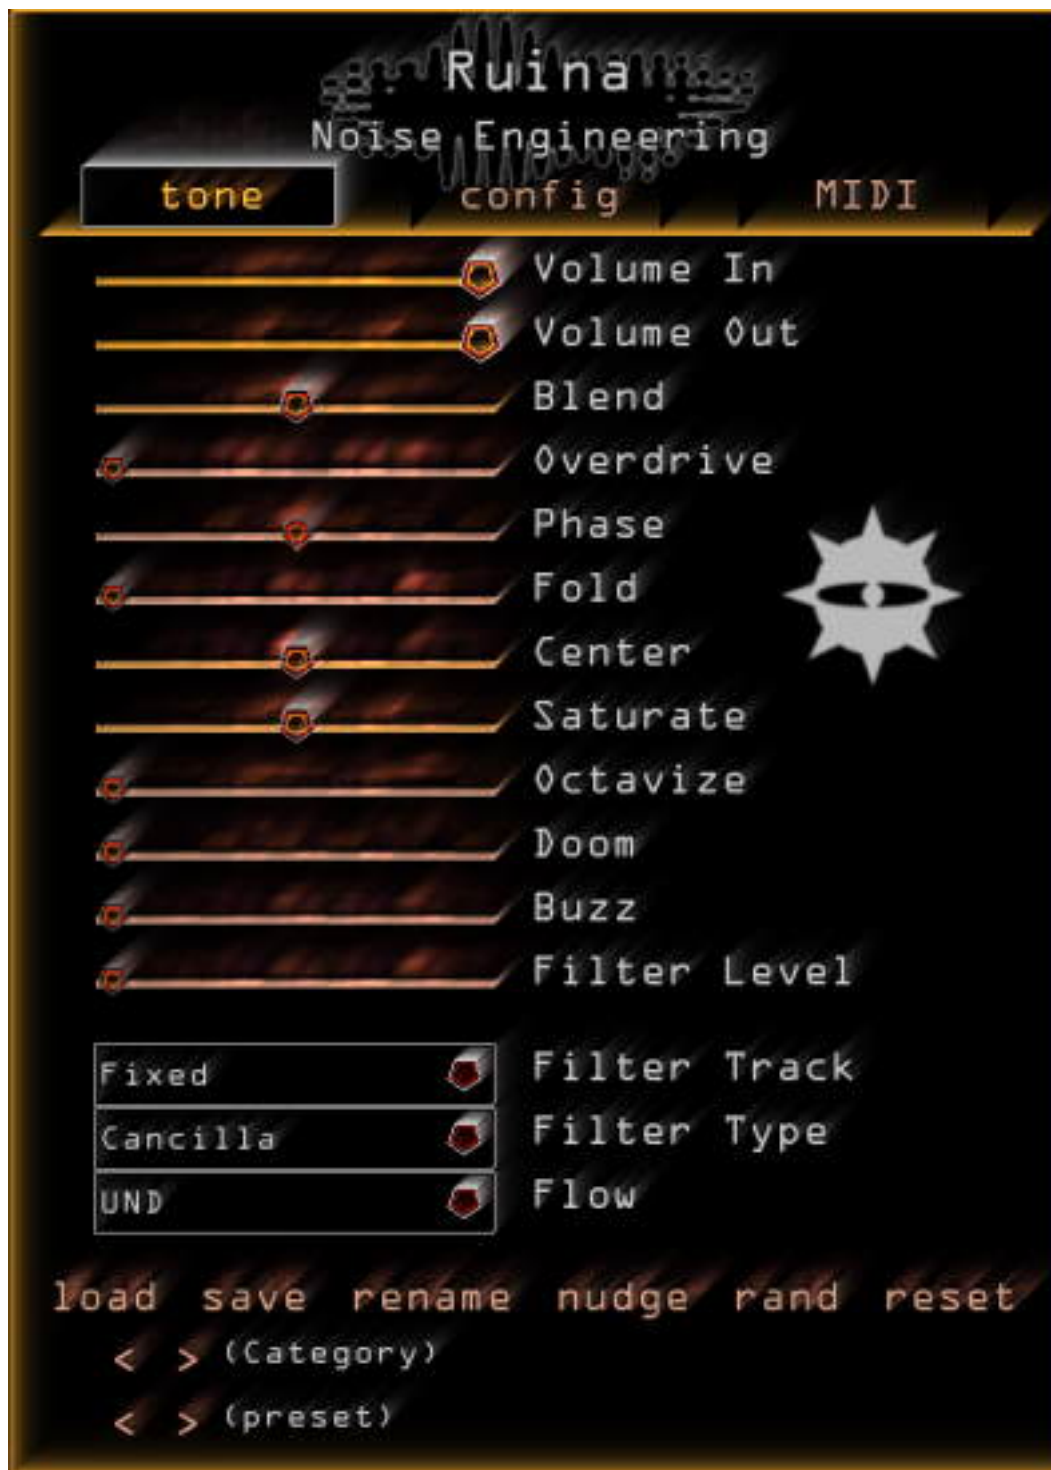 Ruina
Noise Engineering
tone config MIDI
Volume In
Volume Out
Blend
Overdrive
Phase
Fold
Center
Saturate
Octavize
Doom
Buzz
Filter Level
Fixed Filter Track
Cancilla Filter Type
UND Flow
load save rename nudge rand reset
< > (Category)
< > (preset)